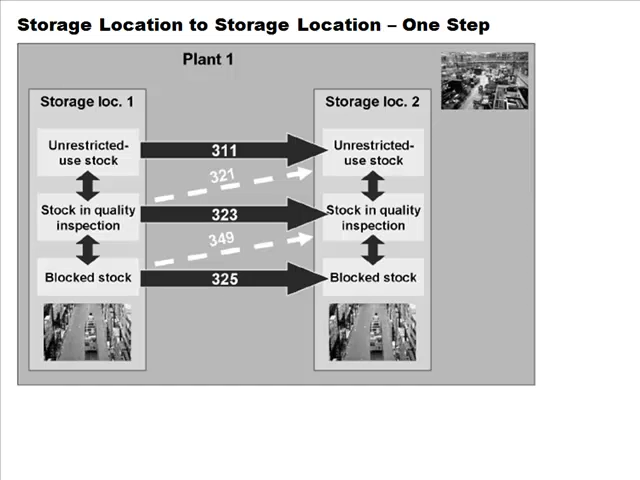 Storage Location to Storage Location – One Step
Plant 1
Storage loc. 1
Storage loc. 2
Unrestricted-
use stock
311
Unrestricted-
use stock
321
Stock in quality
inspection
323
Stock in quality
inspection
349
Blocked stock
325
Blocked stock